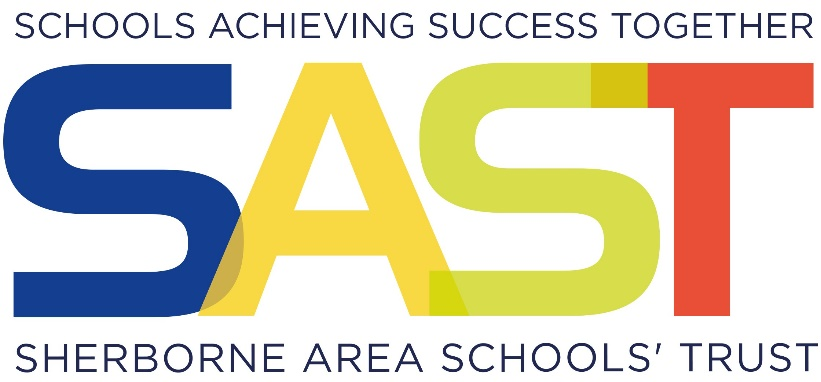 SCHOOLS ACHIEVING SUCCESS TOGETHER
SAST
SHERBORNE AREA SCHOOLS' TRUST